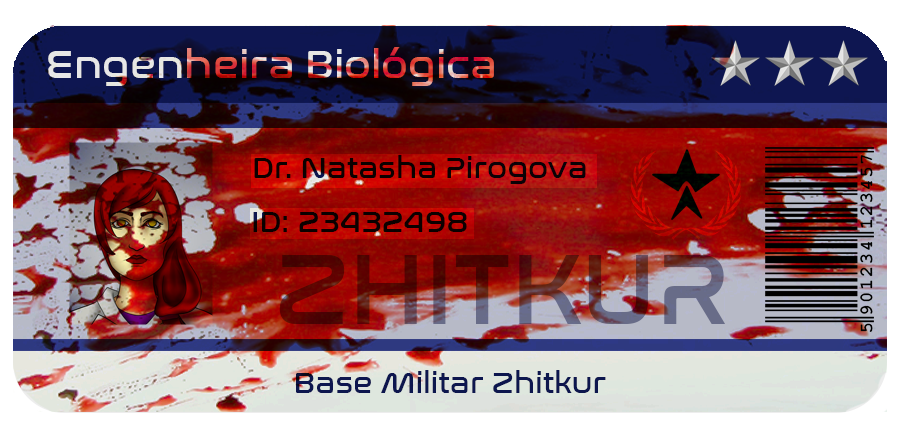 Engenheira Biológica
Dr. Natasha Pirogova
ID: 23432498
ZHITKUR
5 901234 123457
Base Militar Zhitkur